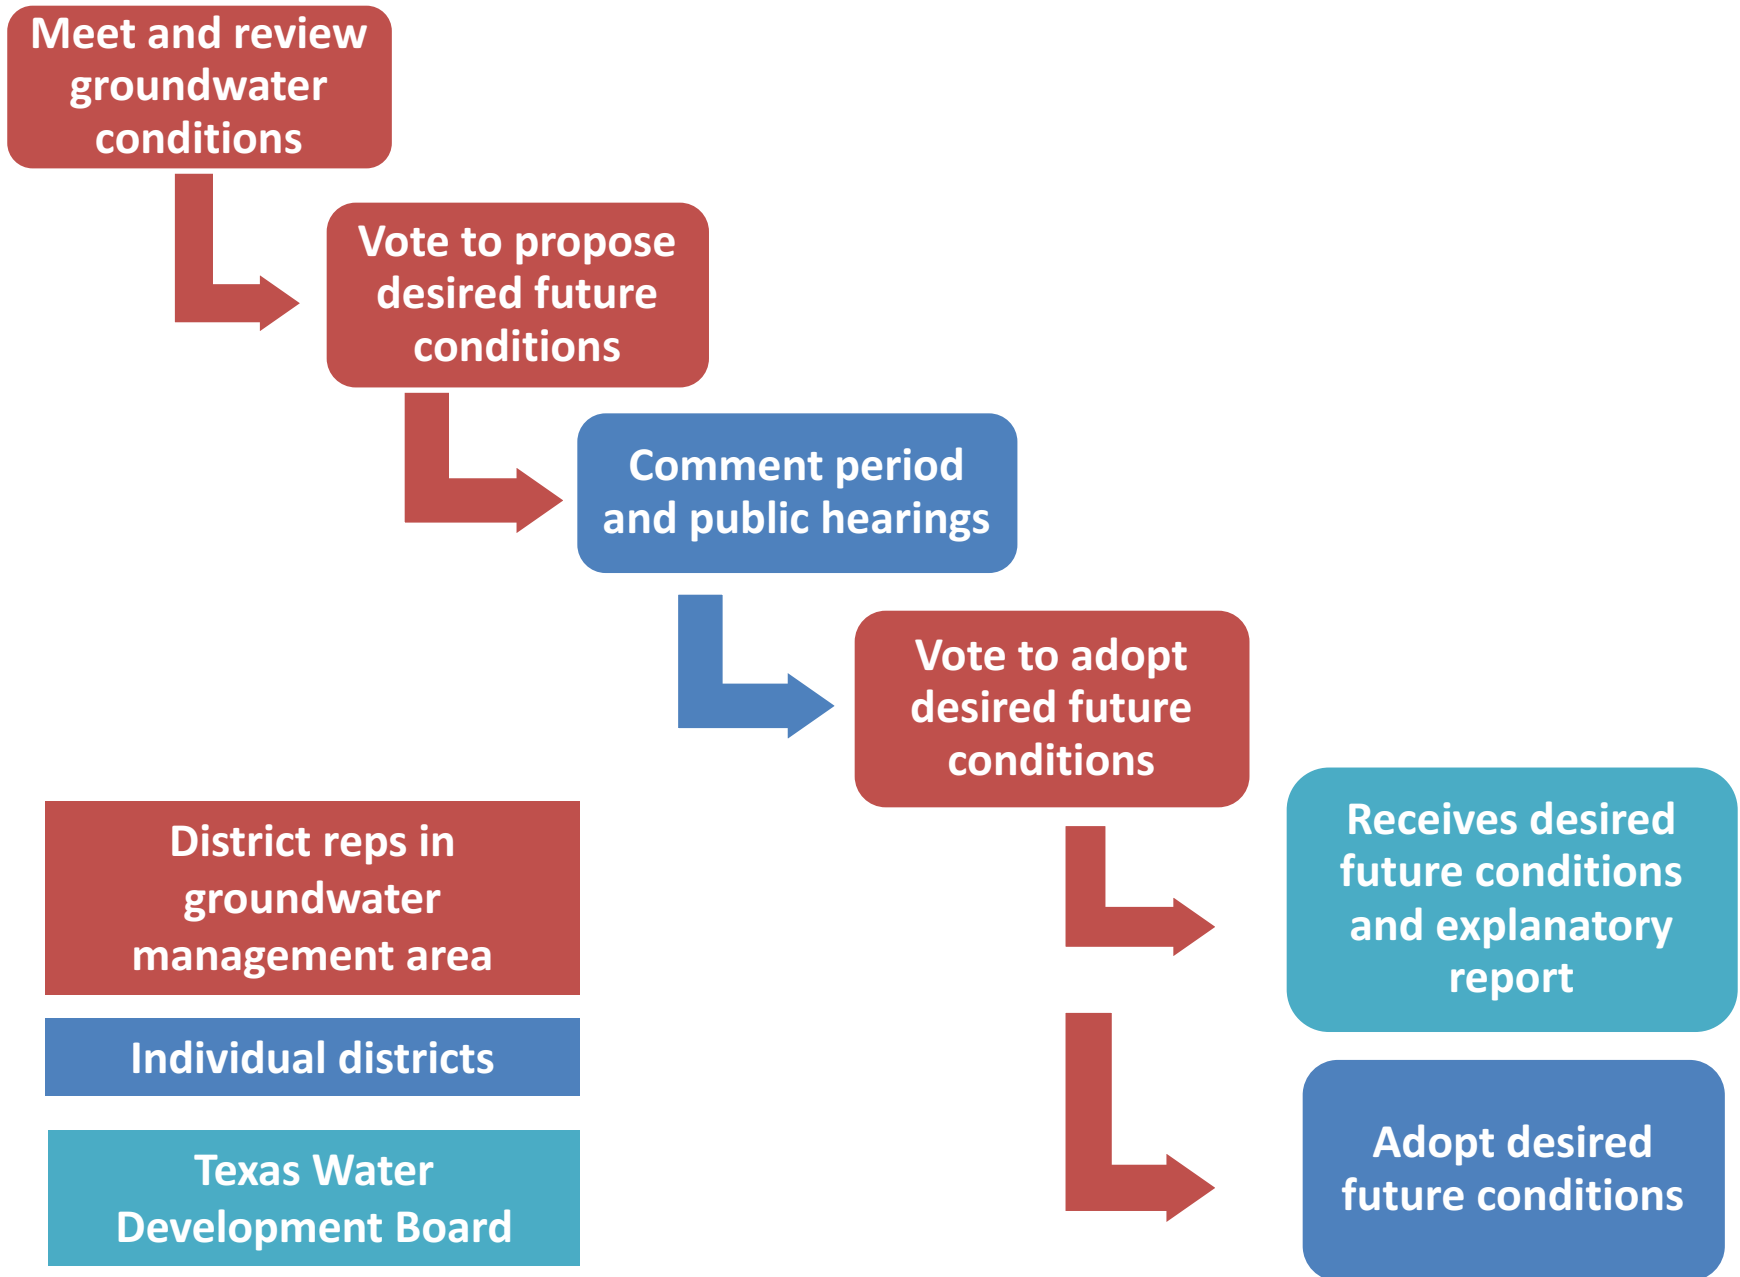 Meet and review
groundwater
conditions
Vote to propose
desired future
conditions
Comment period
and public hearings
Vote to adopt
desired future
conditions
Receives desired
future conditions
and explanatory
report
Adopt desired
future conditions
District reps in
groundwater
management area
Individual districts
Texas Water
Development Board